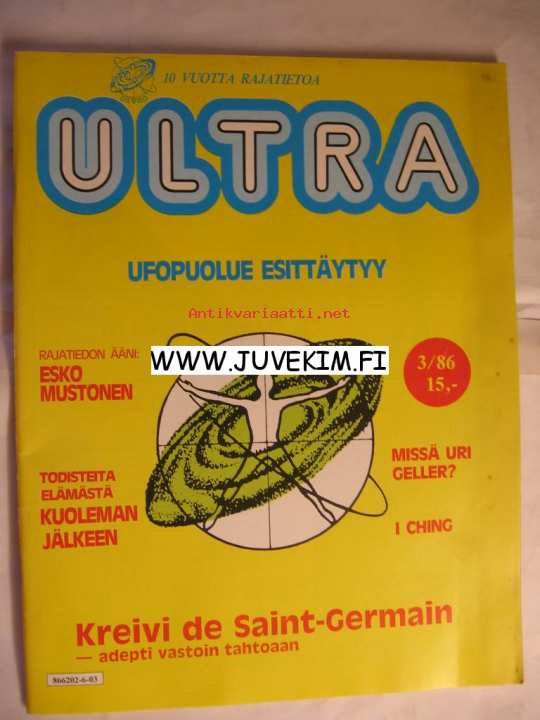 10 VUOTTA RAJATIETOA
ULTRA
UFOPUOLUE ESITTÄYTYY
Antikvariaatti.net
RAJATIEDON ÄÄNI:
ESKO
MUSTONEN
WWW.JUVEKIM.FI
3/86
15,-
TODISTEITA
ELÄMÄSTÄ
KUOLEMAN
JÄLKEEN
MISSÄ URI
GELLER?
I CHING
Kreivi de Saint-Germain
— adepti vastoin tahtoaan
866202-6-03